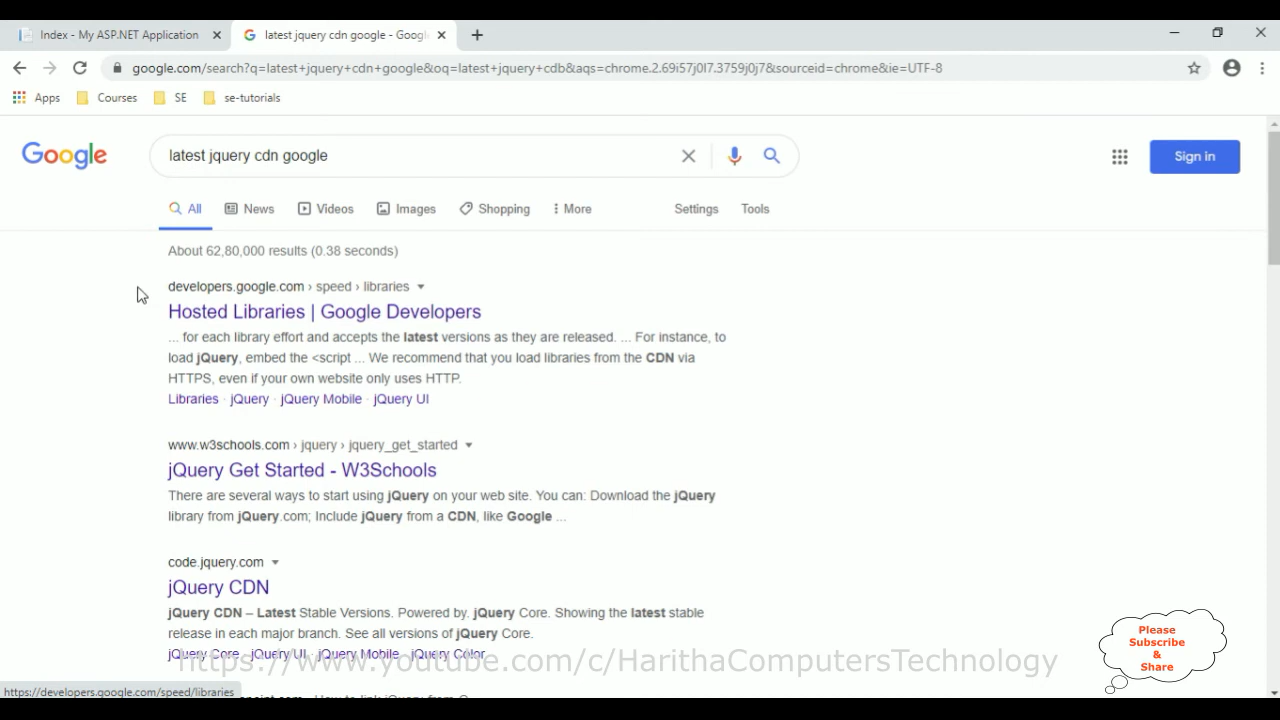 Index - My ASP.NET Application
latest jquery cdn google - Googl
google.com/search?q=latest+jquery+cdn+google&oq=latest+jquery+cdb&aqs=chrome.2.69i57j0l7.3759j0j7&sourceid=chrome&ie=UTF-8
Apps Courses SE se-tutorials
Google
latest jquery cdn google
Sign in
All News Videos Images Shopping More Settings Tools
About 62,80,000 results (0.38 seconds)
developers.google.com › speed › libraries
Hosted Libraries | Google Developers
... for each library effort and accepts the latest versions as they are released. ... For instance, to
load jQuery, embed the <script ... We recommend that you load libraries from the CDN via
HTTPS, even if your own website only uses HTTP.
Libraries · jQuery · jQuery Mobile · jQuery UI
www.w3schools.com › jquery › jquery_get_started
jQuery Get Started - W3Schools
There are several ways to start using jQuery on your web site. You can: Download the jQuery
library from jQuery.com; Include jQuery from a CDN, like Google ...
code.jquery.com
jQuery CDN
jQuery CDN – Latest Stable Versions. Powered by. jQuery Core. Showing the latest stable
release in each major branch. See all versions of jQuery Core.
jQuery Core · jQuery UI · jQuery Mobile · jQuery Color
https://www.youtube.com/c/HarithaComputersTechnology
Please
Subscribe
&
Share
https://developers.google.com/speed/libraries